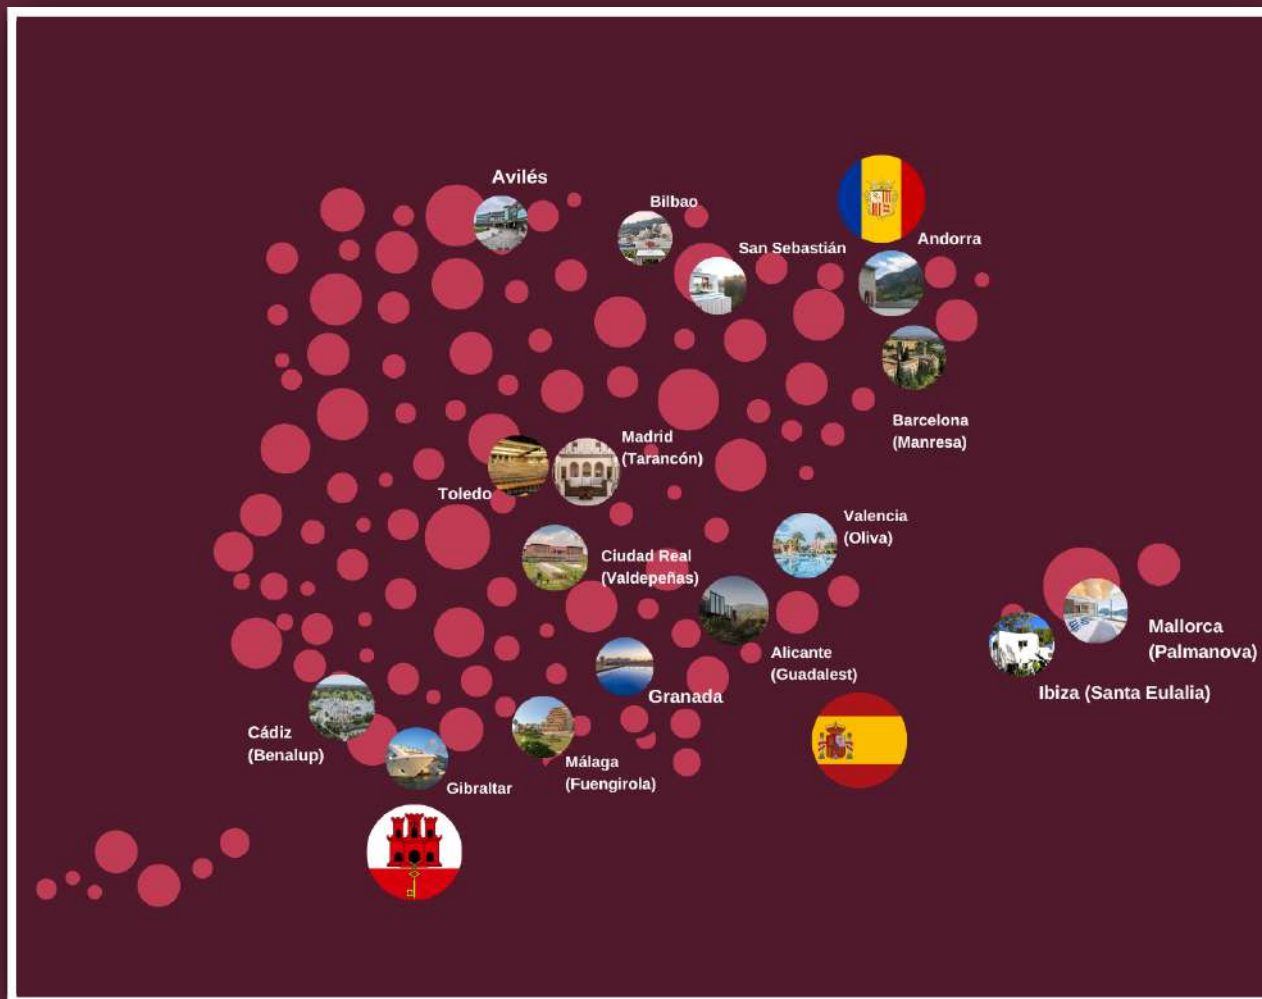 Avilés
Bilbao
San Sebastián
Andorra
Barcelona
(Manresa)
Madrid
(Tarancón)
Toledo
Valencia
(Oliva)
Ciudad Real
(Valdepeñas)
Alicante
(Guadalest)
Mallorca
(Palmanova)
Ibiza (Santa Eulalia)
Granada
Cádiz
(Benalup)
Málaga
(Fuengirola)
Gibraltar